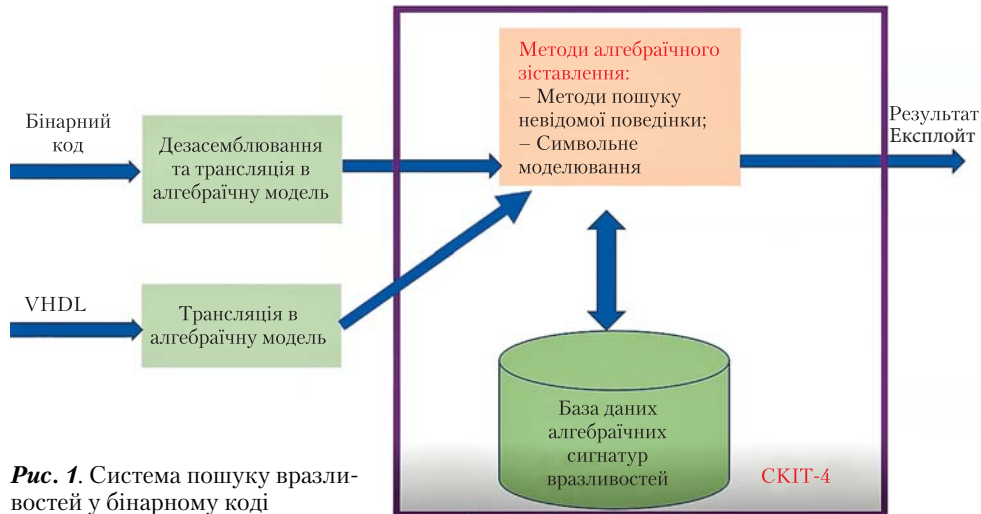 Бінарний
код
Дезасемблювання
та трансляція в
алгебраїчну модель
Методи алгебраїчного
зіставлення:
– Методи пошуку
невідомої поведінки;
– Символьне
моделювання
Результат
Експлойт
VHDL
Трансляція в
алгебраїчну модель
База даних
алгебраїчних
сигнатур
вразливостей
СКІТ-4
Рис. 1. Система пошуку врази-
востей у бінарному коді